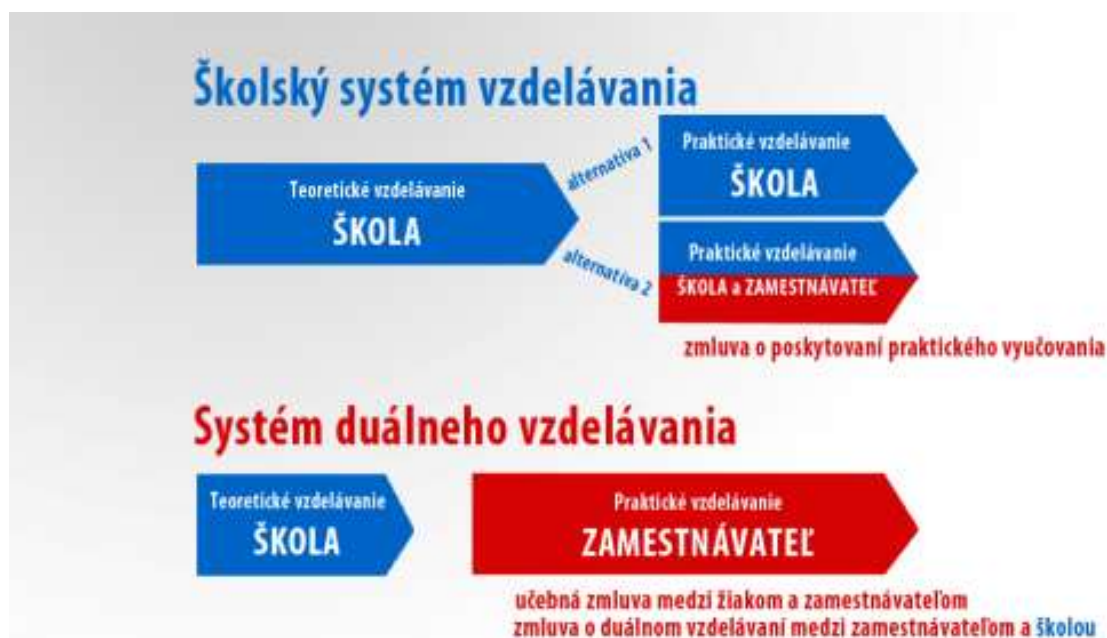 Školský systém vzdelávania
Teoretické vzdelávanie
ŠKOLA
alternatíva 1
Praktické vzdelávanie
ŠKOLA
alternatíva 2
Praktické vzdelávanie
ŠKOLA a ZAMESTNÁVATEĽ
zmluva o poskytovaní praktického vyučovania
Systém duálneho vzdelávania
Teoretické vzdelávanie
ŠKOLA
Praktické vzdelávanie
ZAMESTNÁVATEĽ
učebná zmluva medzi žiakom a zamestnávateľom
zmluva o duálnom vzdelávaní medzi zamestnávateľom a školou